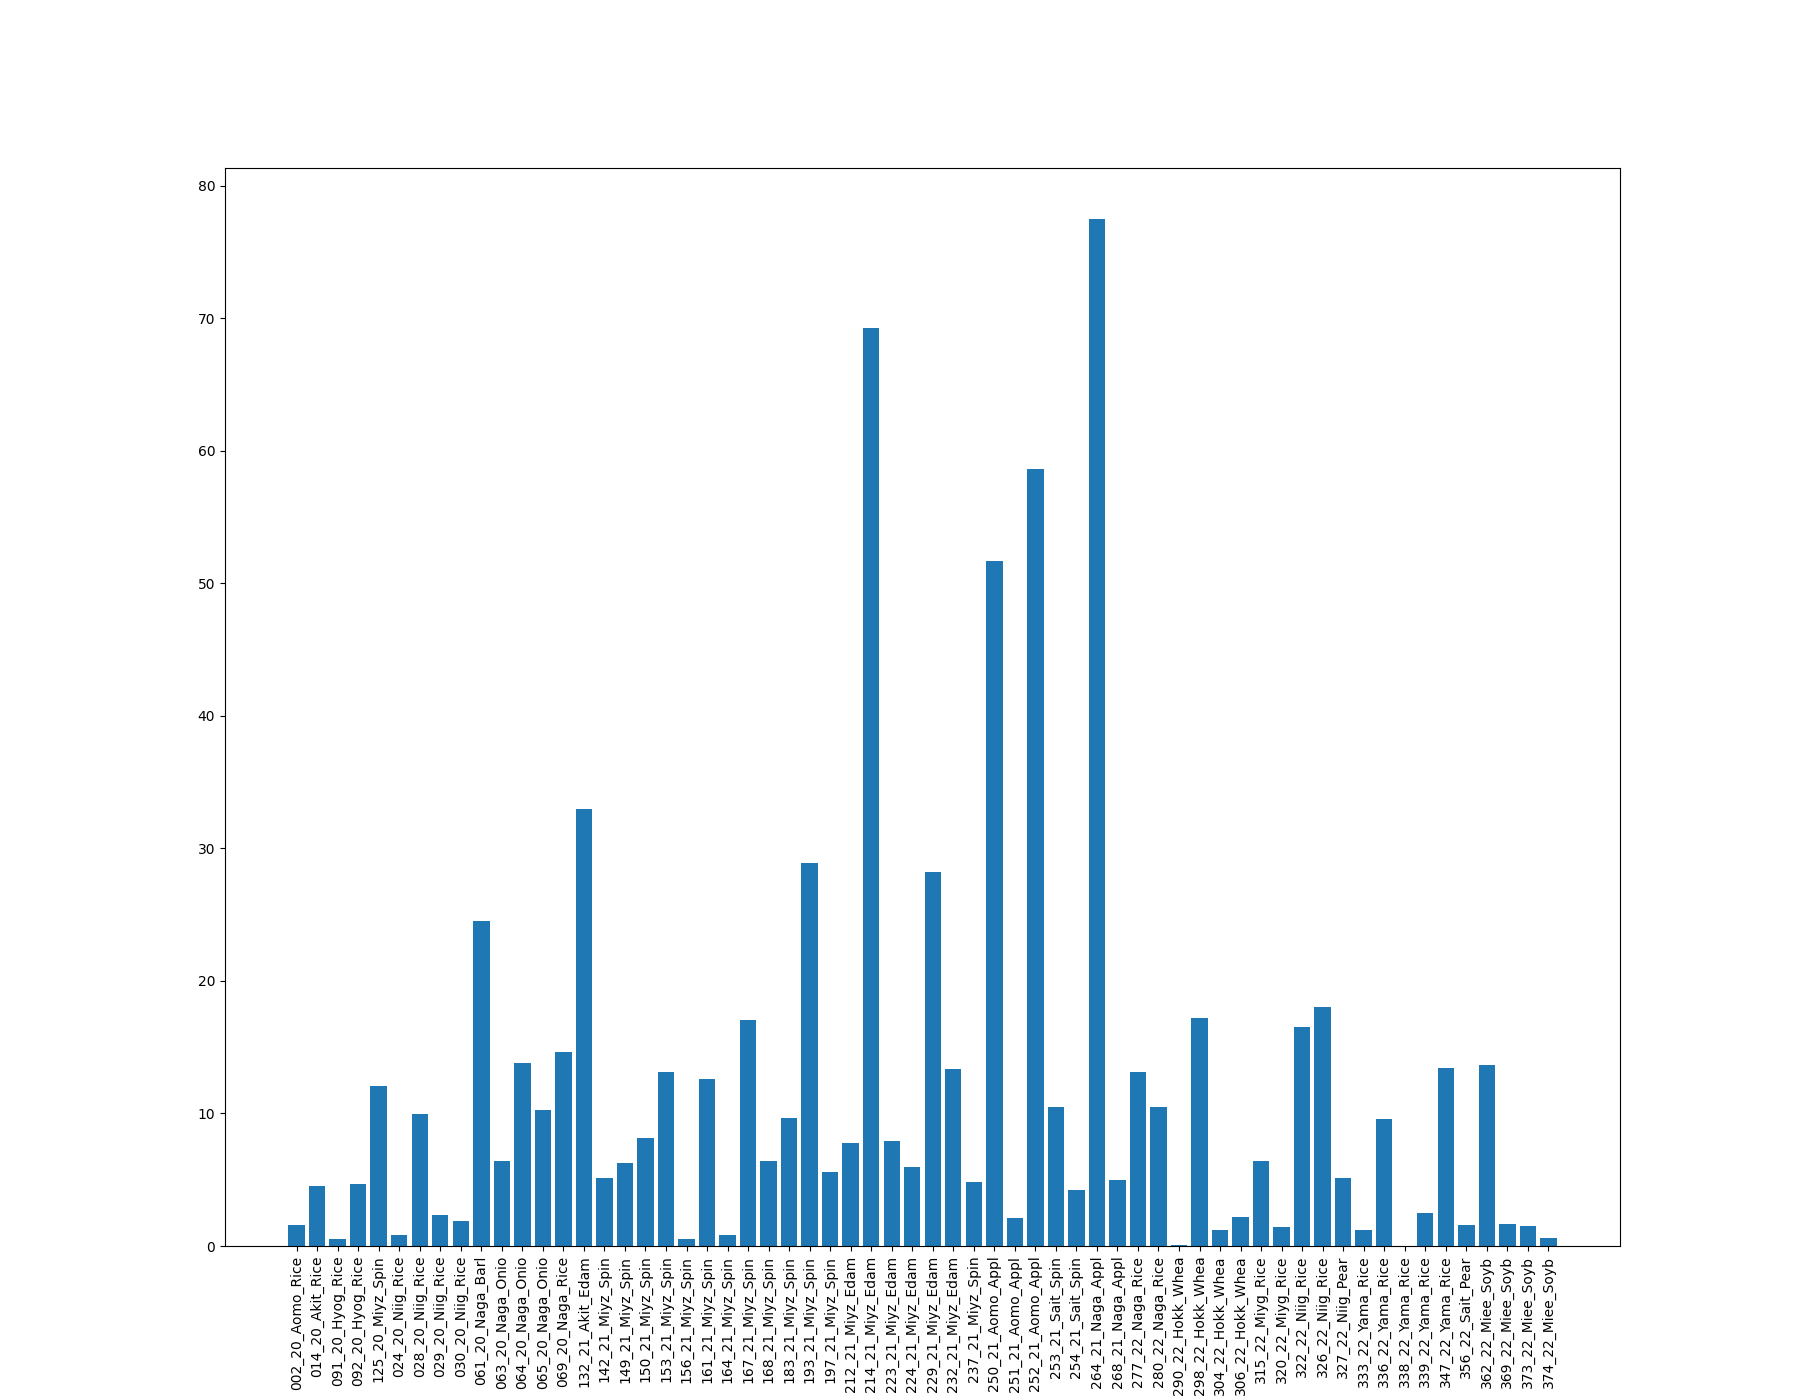 80
70
60
50
40
30
20
10
0
002_20_Aomo_Rice
014_20_Akit_Rice
091_20_Hyog_Rice
092_20_Hyog_Rice
125_20_Miyz_Spin
024_20_Niig_Rice
028_20_Niig_Rice
029_20_Niig_Rice
030_20_Niig_Rice
061_20_Naga_Barl
063_20_Naga_Onio
064_20_Naga_Onio
065_20_Naga_Onio
069_20_Naga_Rice
132_21_Akit_Edam
142_21_Miyz_Spin
149_21_Miyz_Spin
150_21_Miyz_Spin
153_21_Miyz_Spin
156_21_Miyz_Spin
161_21_Miyz_Spin
164_21_Miyz_Spin
167_21_Miyz_Spin
168_21_Miyz_Spin
183_21_Miyz_Spin
193_21_Miyz_Spin
197_21_Miyz_Spin
212_21_Miyz_Edam
214_21_Miyz_Edam
223_21_Miyz_Edam
224_21_Miyz_Edam
229_21_Miyz_Edam
232_21_Miyz_Edam
237_21_Miyz_Spin
250_21_Aomo_Appl
251_21_Aomo_Appl
252_21_Aomo_Appl
253_21_Sait_Spin
254_21_Sait_Spin
264_21_Naga_Appl
268_21_Naga_Appl
277_22_Naga_Rice
280_22_Naga_Rice
290_22_Hokk_Whea
298_22_Hokk_Whea
304_22_Hokk_Whea
306_22_Hokk_Whea
315_22_Miyg_Rice
320_22_Miyg_Rice
322_22_Niig_Rice
326_22_Niig_Rice
327_22_Niig_Pear
333_22_Yama_Rice
336_22_Yama_Rice
338_22_Yama_Rice
339_22_Yama_Rice
347_22_Yama_Rice
356_22_Sait_Pear
362_22_Miee_Soyb
369_22_Miee_Soyb
373_22_Miee_Soyb
374_22_Miee_Soyb